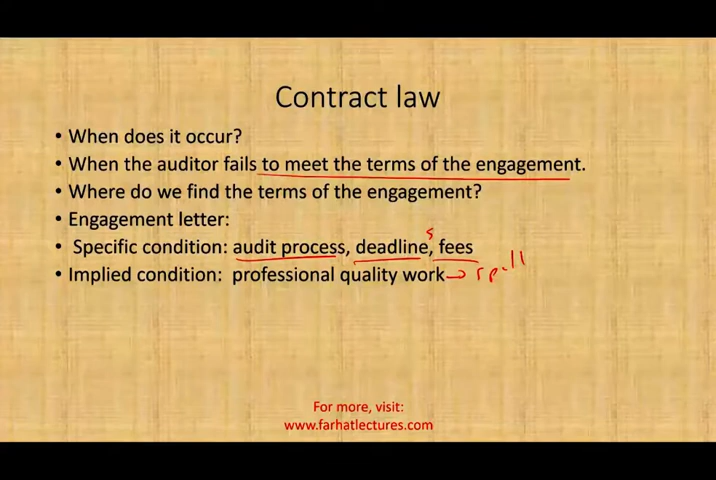 Contract law
• When does it occur?
• When the auditor fails to meet the terms of the engagement.
• Where do we find the terms of the engagement?
• Engagement letter:
• Specific condition: audit process, deadline, fees
s
• Implied condition: professional quality work
For more, visit:
www.farhatlectures.com